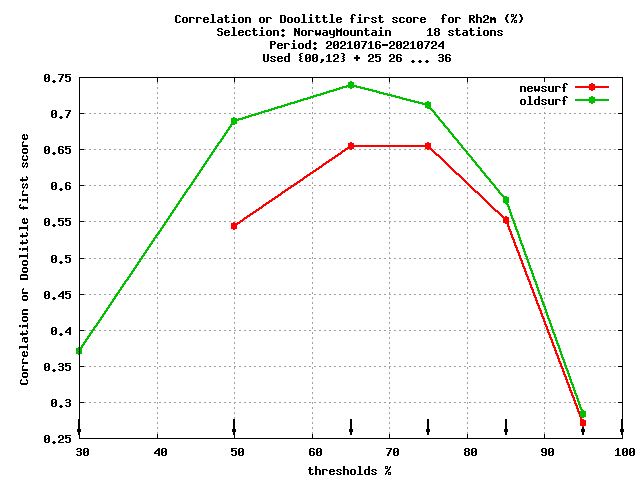 Correlation or Doolittle first score  for Rh2m (%)
Selection: NorwayMountain     18 stations
Period: 20210716-20210724
Used {00,12} + 25 26 ... 36
newsurf
oldsurf
Correlation or Doolittle first score
0.75
0.7
0.65
0.6
0.55
0.5
0.45
0.4
0.35
0.3
0.25
30 40 50 60 70 80 90 100
thresholds %